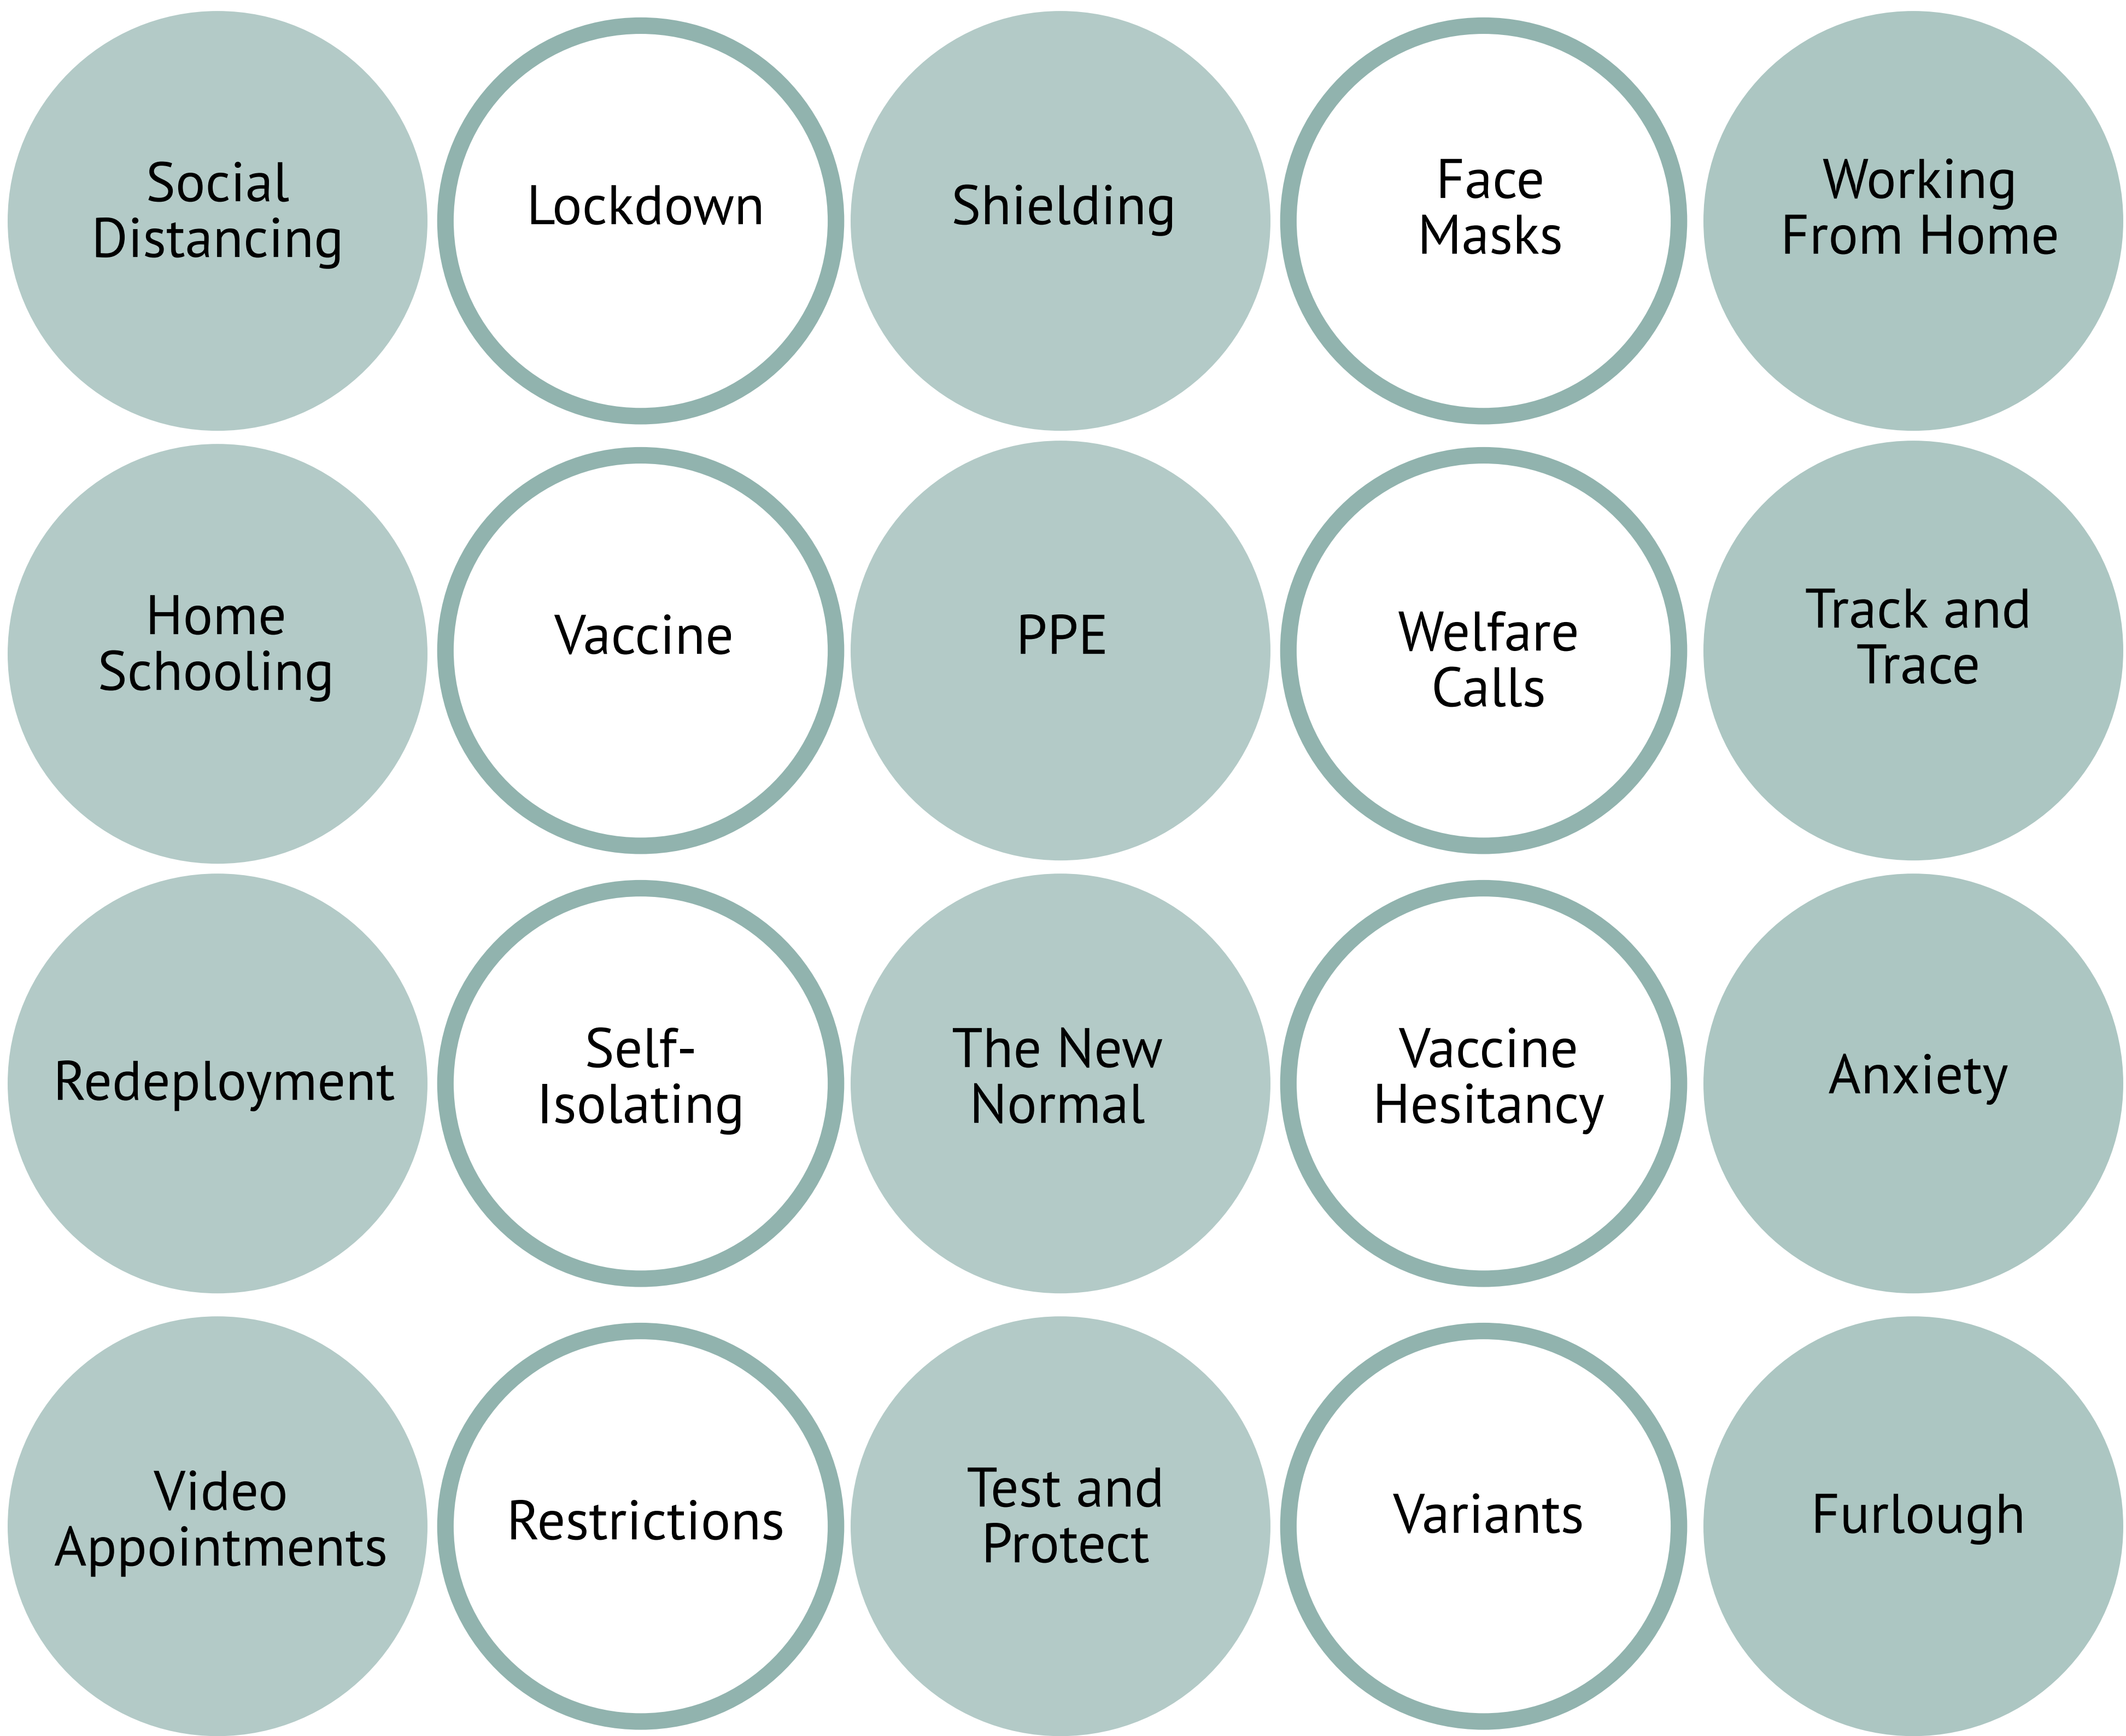 Social
Distancing
Lockdown
Shielding
Face
Masks
Working
From Home
Home
Schooling
Vaccine
PPE
Welfare
Calls
Track and
Trace
Redeployment
Self-
Isolating
The New
Normal
Vaccine
Hesitancy
Anxiety
Video
Appointments
Restrictions
Test and
Protect
Variants
Furlough